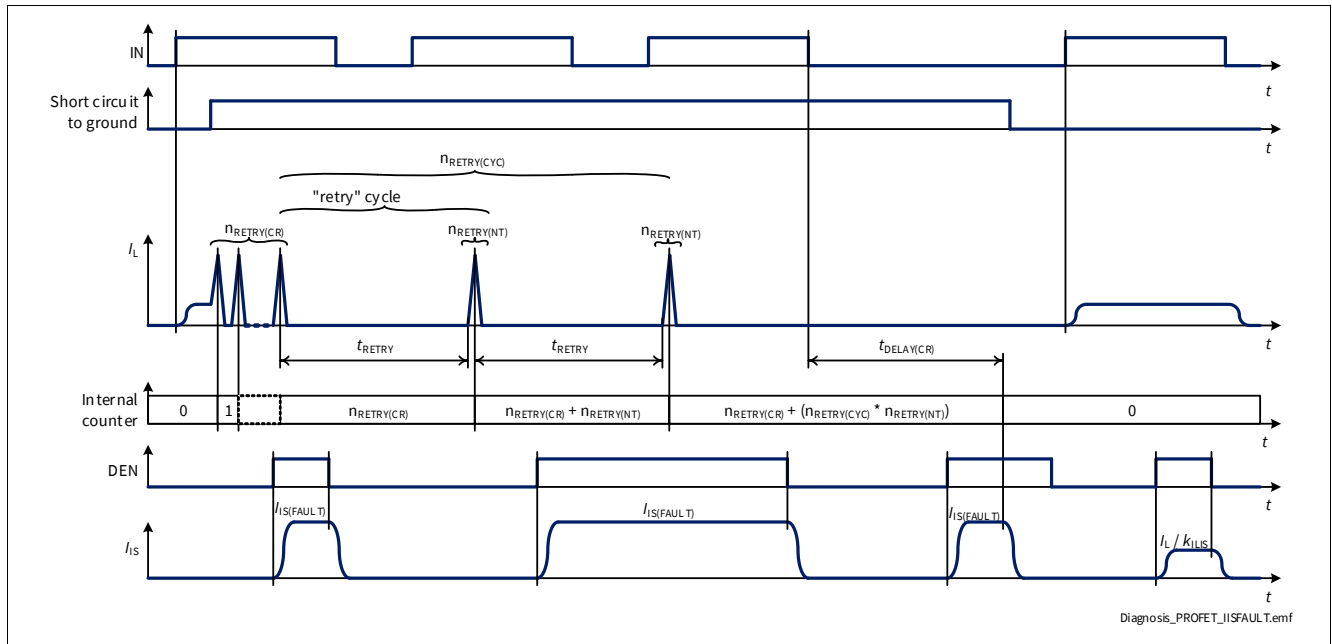 IN
t
Short circuit
to ground
t
nRETRY(CYC)
"retry" cycle
nRETRY(CR)
nRETRY(NT)
nRETRY(NT)
IL
t
tRETRY
tRETRY
tDELAY(CR)
Internal
counter
0
1
nRETRY(CR)
nRETRY(CR) + nRETRY(NT)
nRETRY(CR) + (nRETRY(CYC) * nRETRY(NT))
0
t
DEN
t
IIS(FAULT)
IIS(FAULT)
IIS(FAULT)
IL / kILIS
IIS
t
Diagnosis_PROFET_IISFAULT.emf